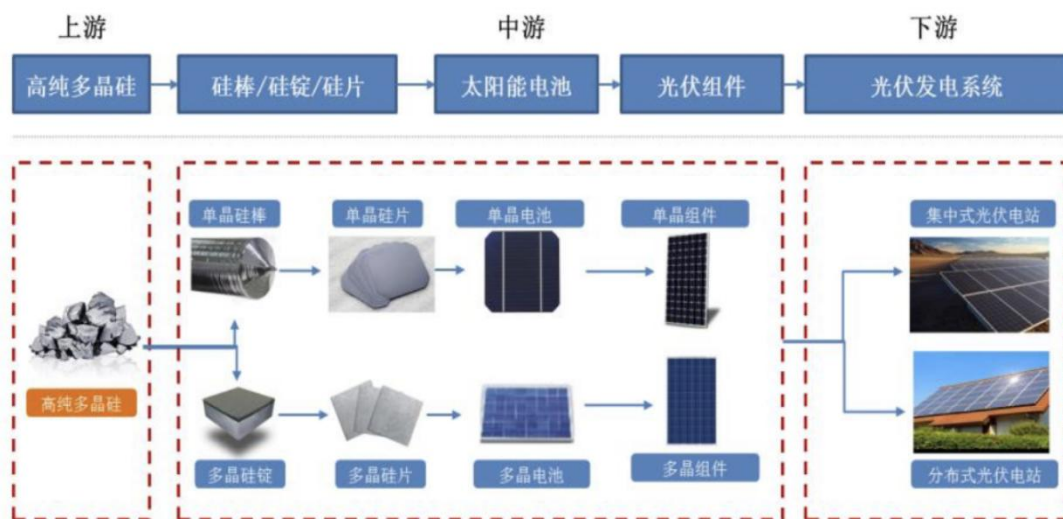 上游
中游
下游
高纯多晶硅
硅棒/硅锭/硅片
太阳能电池
光伏组件
光伏发电系统
单晶硅棒
单晶硅片
单晶电池
单晶组件
集中式光伏电站
高纯多晶硅
多晶硅锭
多晶硅片
多晶电池
多晶组件
分布式光伏电站